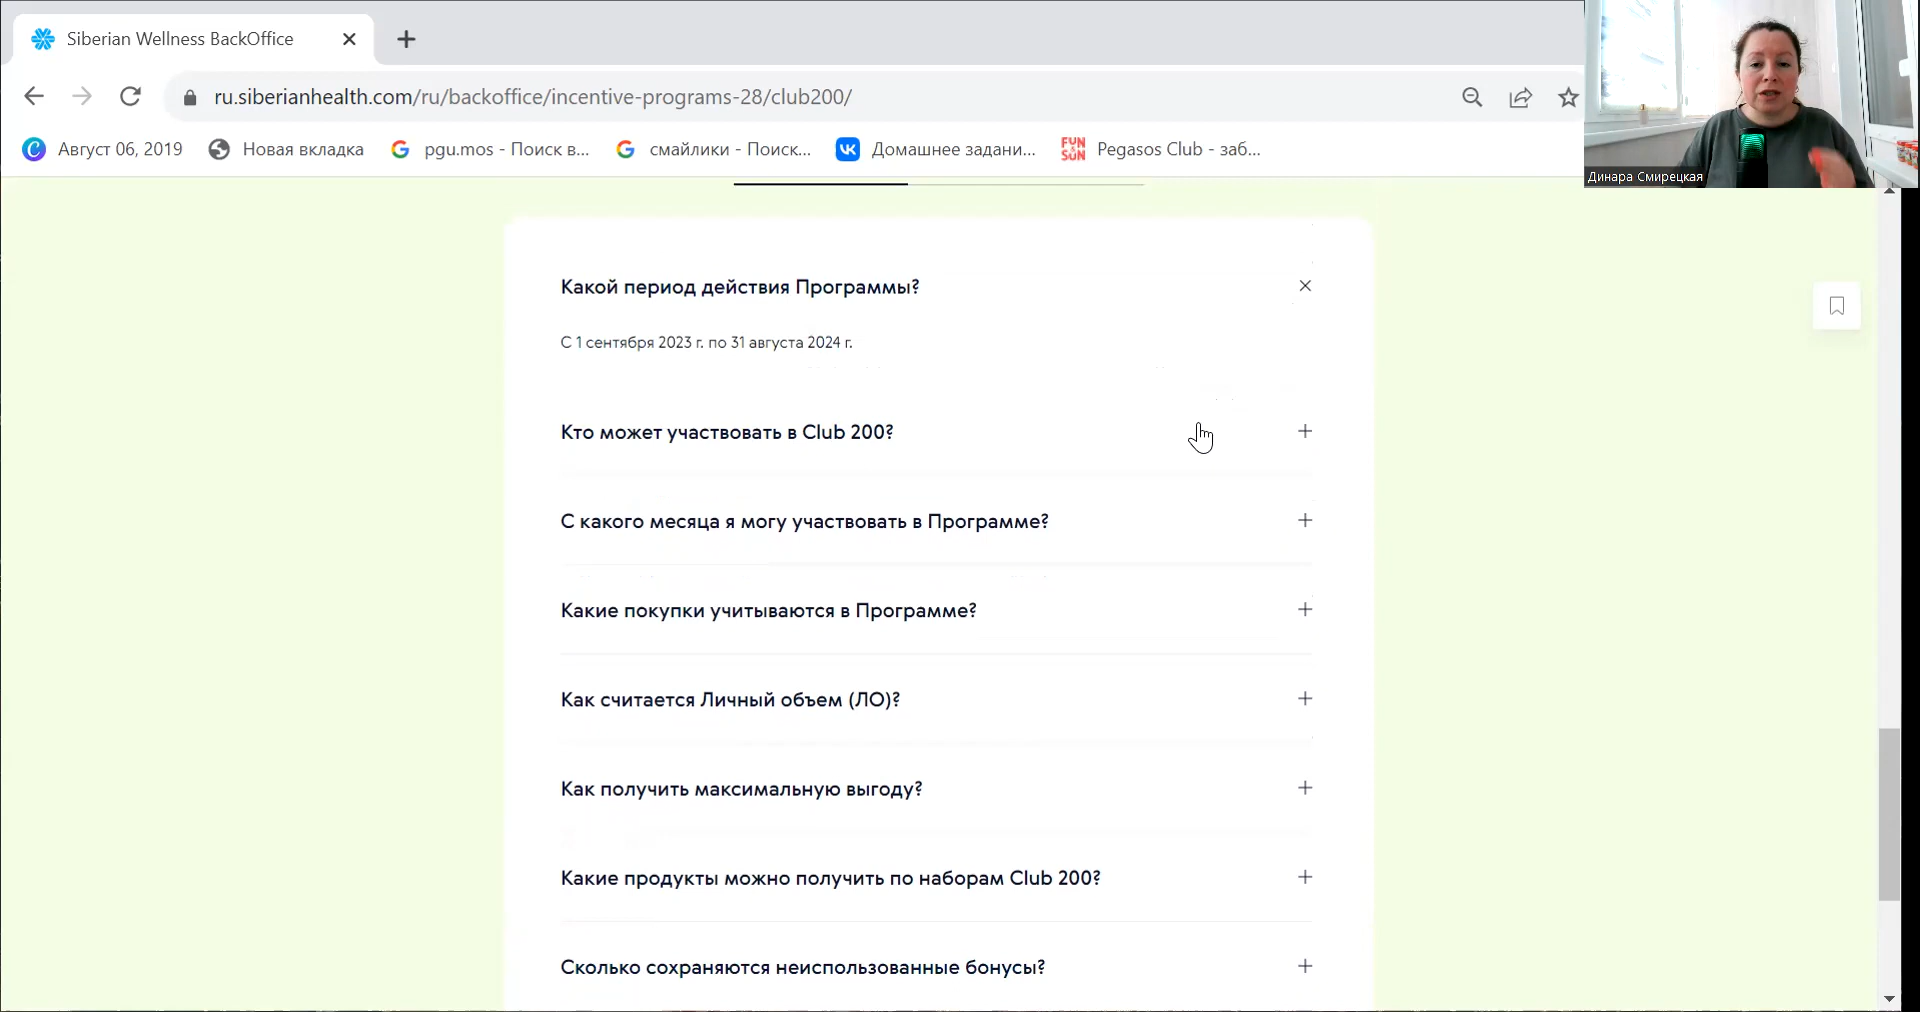 Siberian Wellness BackOffice
ru.siberianhealth.com/ru/backoffice/incentive-programs-28/club200/
Август 06, 2019
Новая вкладка
pgu.mos - Поиск в...
смайлики - Поиск...
Домашнее задани...
FUN&SUN
Pegasos Club - заб...
Динара Смирецкая
Какой период действия Программы?
С 1 сентября 2023 г. по 31 августа 2024 г.
Кто может участвовать в Club 200?
С какого месяца я могу участвовать в Программе?
Какие покупки учитываются в Программе?
Как считается Личный объем (ЛО)?
Как получить максимальную выгоду?
Какие продукты можно получить по наборам Club 200?
Сколько сохраняются неиспользованные бонусы?